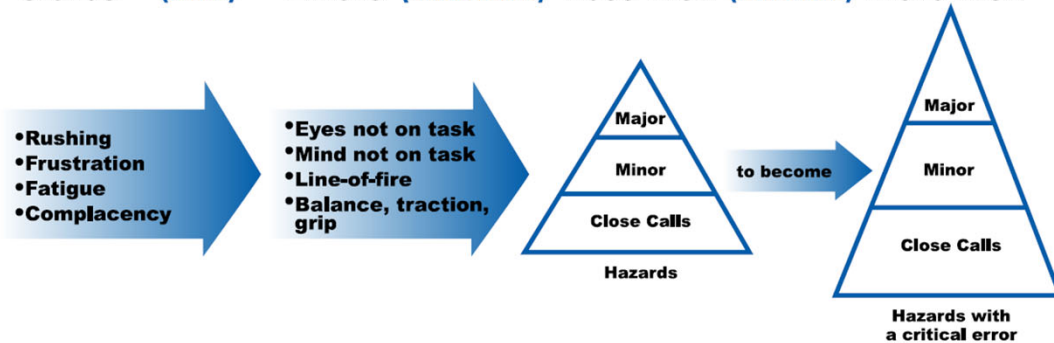 •Rushing
•Frustration
•Fatigue
•Complacency
•Eyes not on task
•Mind not on task
•Line-of-fire
•Balance, traction,
grip
Major
Minor
Close Calls
Hazards
to become
Major
Minor
Close Calls
Hazards with
a critical error